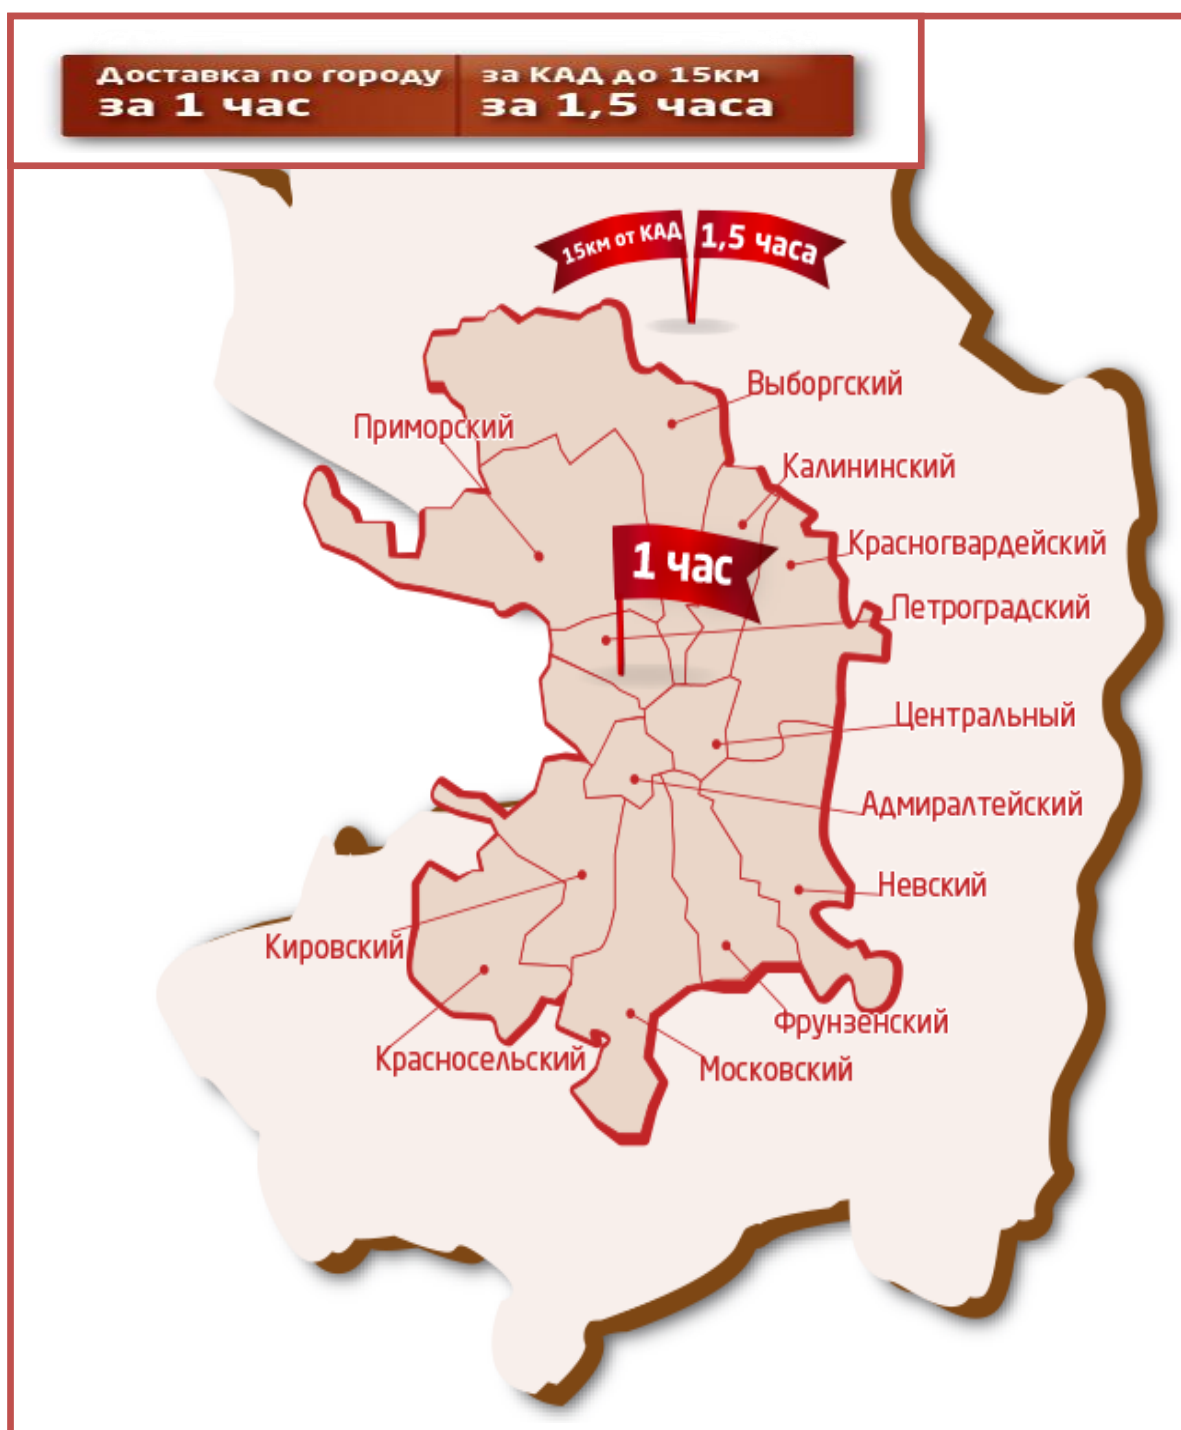 Доставка по городу
за 1 час
за КАД до 15км
за 1,5 часа
15км от КАД
1,5 часа
Выборгский
Приморский
Калининский
Красногвардейский
1 час
Петроградский
Центральный
Адмиралтейский
Невский
Кировский
Фрунзенский
Красносельский
Московский